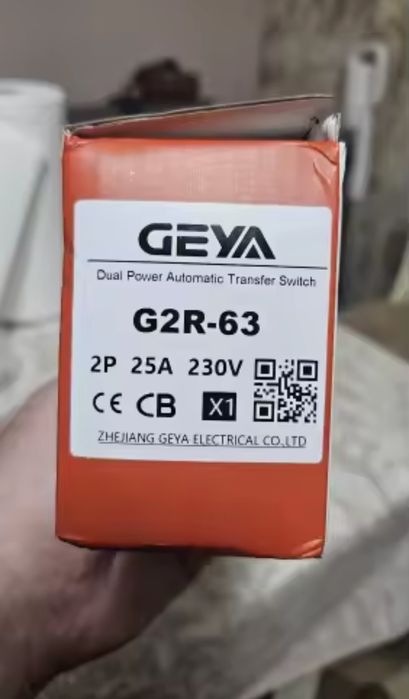 GEYA
Dual Power Automatic Transfer Switch
G2R-63
2P 25A 230V
CE CB X1
ZHEJIANG GEYA ELECTRICAL CO.,LTD